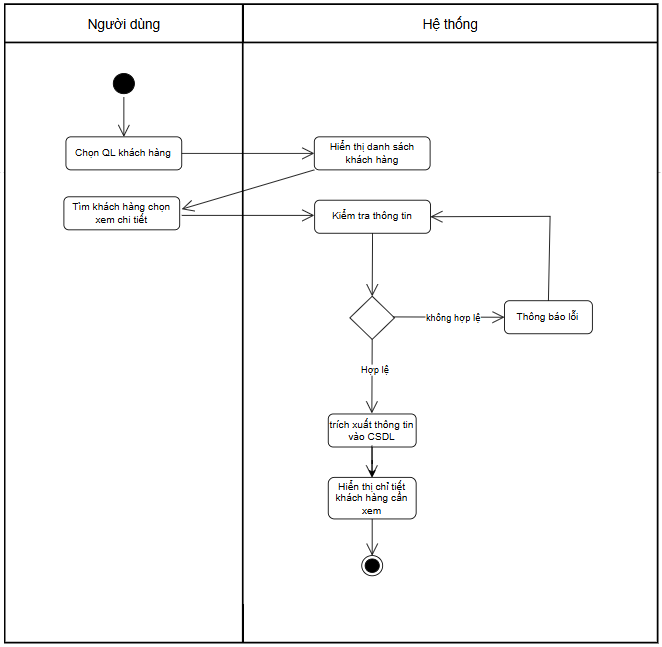 Người dùng
Hệ thống
Chọn QL khách hàng
Hiển thị danh sách
khách hàng
Tìm khách hàng chọn
xem chi tiết
Kiểm tra thông tin
không hợp lệ
Thông báo lỗi
Hợp lệ
trích xuất thông tin
vào CSDL
Hiển thị chi tiết
khách hàng cần
xem